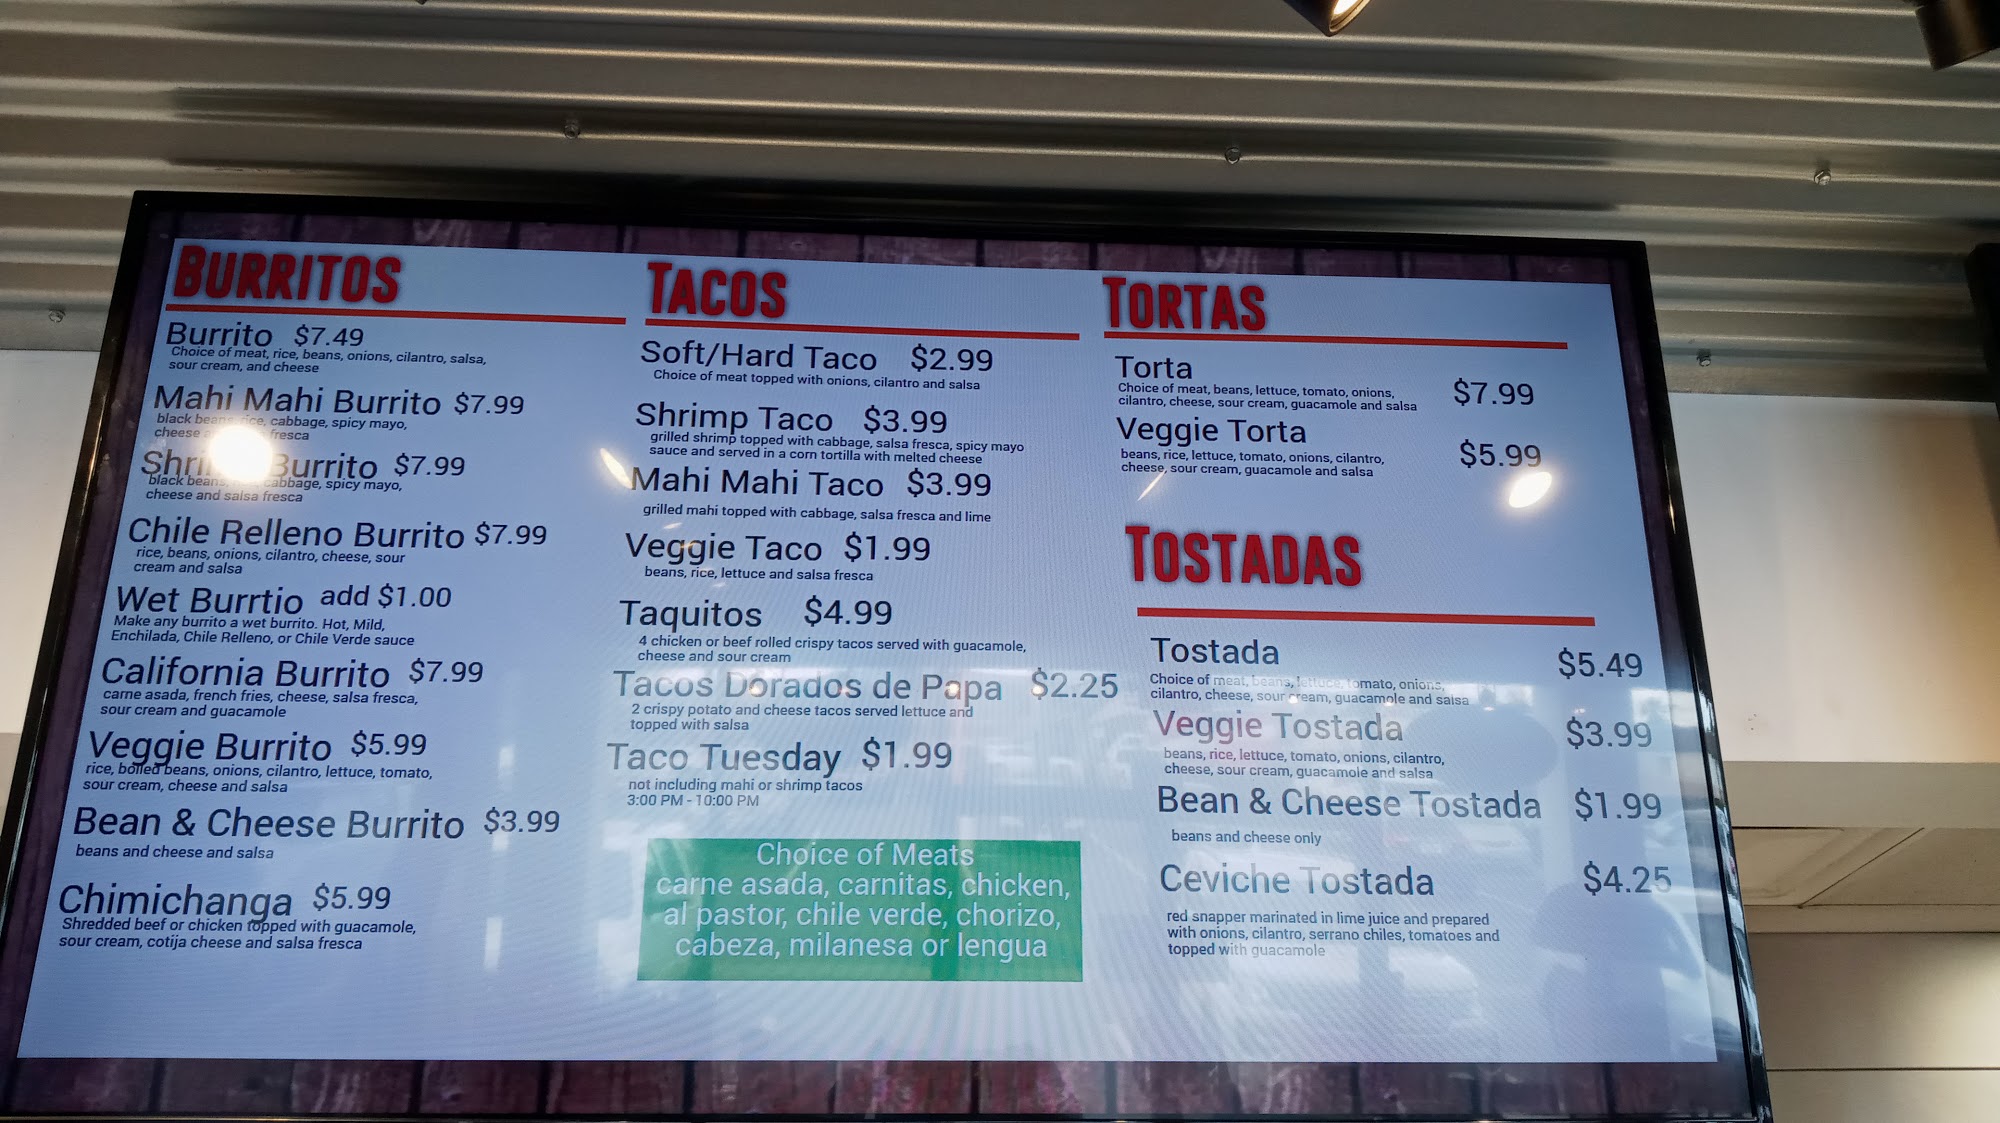 BURRITOS
Burrito $7.49
Choice of meat, rice, beans, onions, cilantro, salsa,
sour cream, and cheese
Mahi Mahi Burrito $7.99
black beans, rice, cabbage, spicy mayo,
cheese fresca
Burrito $7.99
black beans, cabbage, spicy mayo,
cheese and salsa fresca
Chile Relleno Burrito $7.99
rice, beans, onions, cilantro, cheese, sour
cream and salsa
Wet Burrtio add $1.00
Make any burrito a wet burrito. Hot, Mild,
Enchilada, Chile Relleno, or Chile Verde sauce
California Burrito $7.99
carne asada, french fries, cheese, salsa fresca,
sour cream and guacamole
Veggie Burrito $5.99
rice, boiled beans, onions, cilantro, lettuce, tomato,
sour cream, cheese and salsa
Bean & Cheese Burrito $3.99
beans and cheese and salsa
Chimichanga $5.99
Shredded beef or chicken topped with guacamole,
sour cream, cotija cheese and salsa fresca
TACOS
Soft/Hard Taco $2.99
Choice of meat topped with onions, cilantro and salsa
Shrimp Taco $3.99
grilled shrimp topped with cabbage, salsa fresca, spicy mayo
sauce and served in a corn tortilla with melted cheese
Mahi Mahi Taco $3.99
grilled mahi topped with cabbage, salsa fresca and lime
Veggie Taco $1.99
beans, rice, lettuce and salsa fresca
Taquitos $4.99
4 chicken or beef rolled crispy tacos served with guacamole,
cheese and sour cream
Tacos Dorados de Papa $2.25
2 crispy potato and cheese tacos served lettuce and
topped with salsa
Taco Tuesday $1.99
not including mahi or shrimp tacos
3:00 PM - 10:00 PM
Choice of Meats
carne asada, carnitas, chicken,
al pastor, chile verde, chorizo,
cabeza, milanesa or lengua
TORTAS
Torta $7.99
Choice of meat, beans, lettuce, tomato, onions,
cilantro, cheese, sour cream, guacamole and salsa
Veggie Torta $5.99
beans, rice, lettuce, tomato, onions, cilantro,
cheese, sour cream, guacamole and salsa
TOSTADAS
Tostada $5.49
Choice of meat, beans, lettuce, tomato, onions,
cilantro, cheese, sour cream, guacamole and salsa
Veggie Tostada $3.99
beans, rice, lettuce, tomato, onions, cilantro,
cheese, sour cream, guacamole and salsa
Bean & Cheese Tostada $1.99
beans and cheese only
Ceviche Tostada $4.25
red snapper marinated in lime juice and prepared
with onions, cilantro, serrano chiles, tomatoes and
topped with guacamole